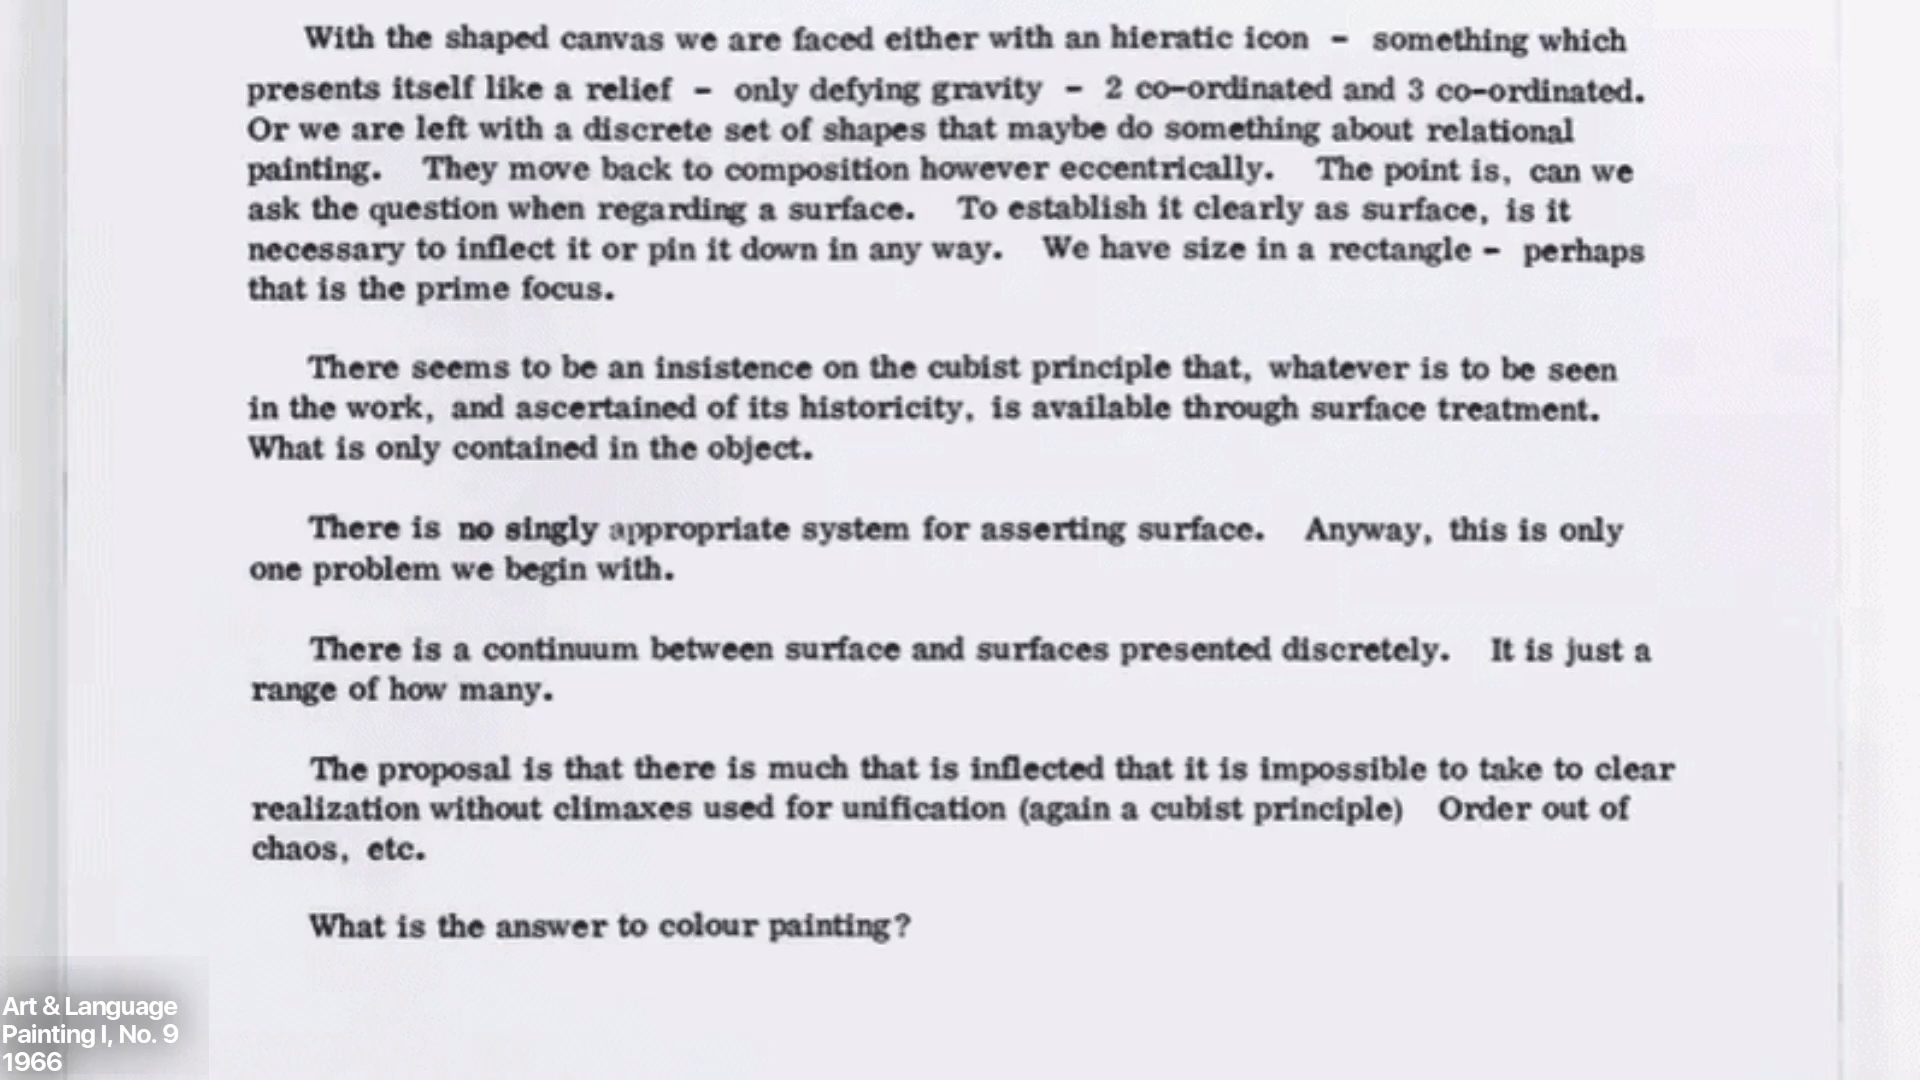 With the shaped canvas we are faced either with an hieratic icon - something which
presents itself like a relief - only defying gravity - 2 co-ordinated and 3 co-ordinated.
Or we are left with a discrete set of shapes that maybe do something about relational
painting. They move back to composition however eccentrically. The point is, can we
ask the question when regarding a surface. To establish it clearly as surface, is it
necessary to inflect it or pin it down in any way. We have size in a rectangle - perhaps
that is the prime focus.
There seems to be an insistence on the cubist principle that, whatever is to be seen
in the work, and ascertained of its historicity, is available through surface treatment.
What is only contained in the object.
There is no singly appropriate system for asserting surface. Anyway, this is only
one problem we begin with.
There is a continuum between surface and surfaces presented discretely. It is just a
range of how many.
The proposal is that there is much that is inflected that it is impossible to take to clear
realization without climaxes used for unification (again a cubist principle) Order out of
chaos, etc.
What is the answer to colour painting?
Art & Language
Painting I, No. 9
1966